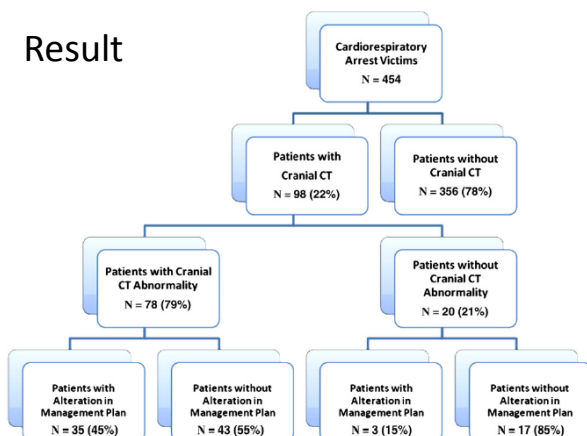 Result
Cardiorespiratory
Arrest Victims
N = 454
Patients with
Cranial CT
N = 98 (22%)
Patients without
Cranial CT
N = 356 (78%)
Patients with Cranial
CT Abnormality
N = 78 (79%)
Patients without
Cranial CT
Abnormality
N = 20 (21%)
Patients with
Alteration in
Management Plan
N = 35 (45%)
Patients without
Alteration in
Management Plan
N = 43 (55%)
Patients with
Alteration in
Management Plan
N = 3 (15%)
Patients without
Alteration in
Management Plan
N = 17 (85%)